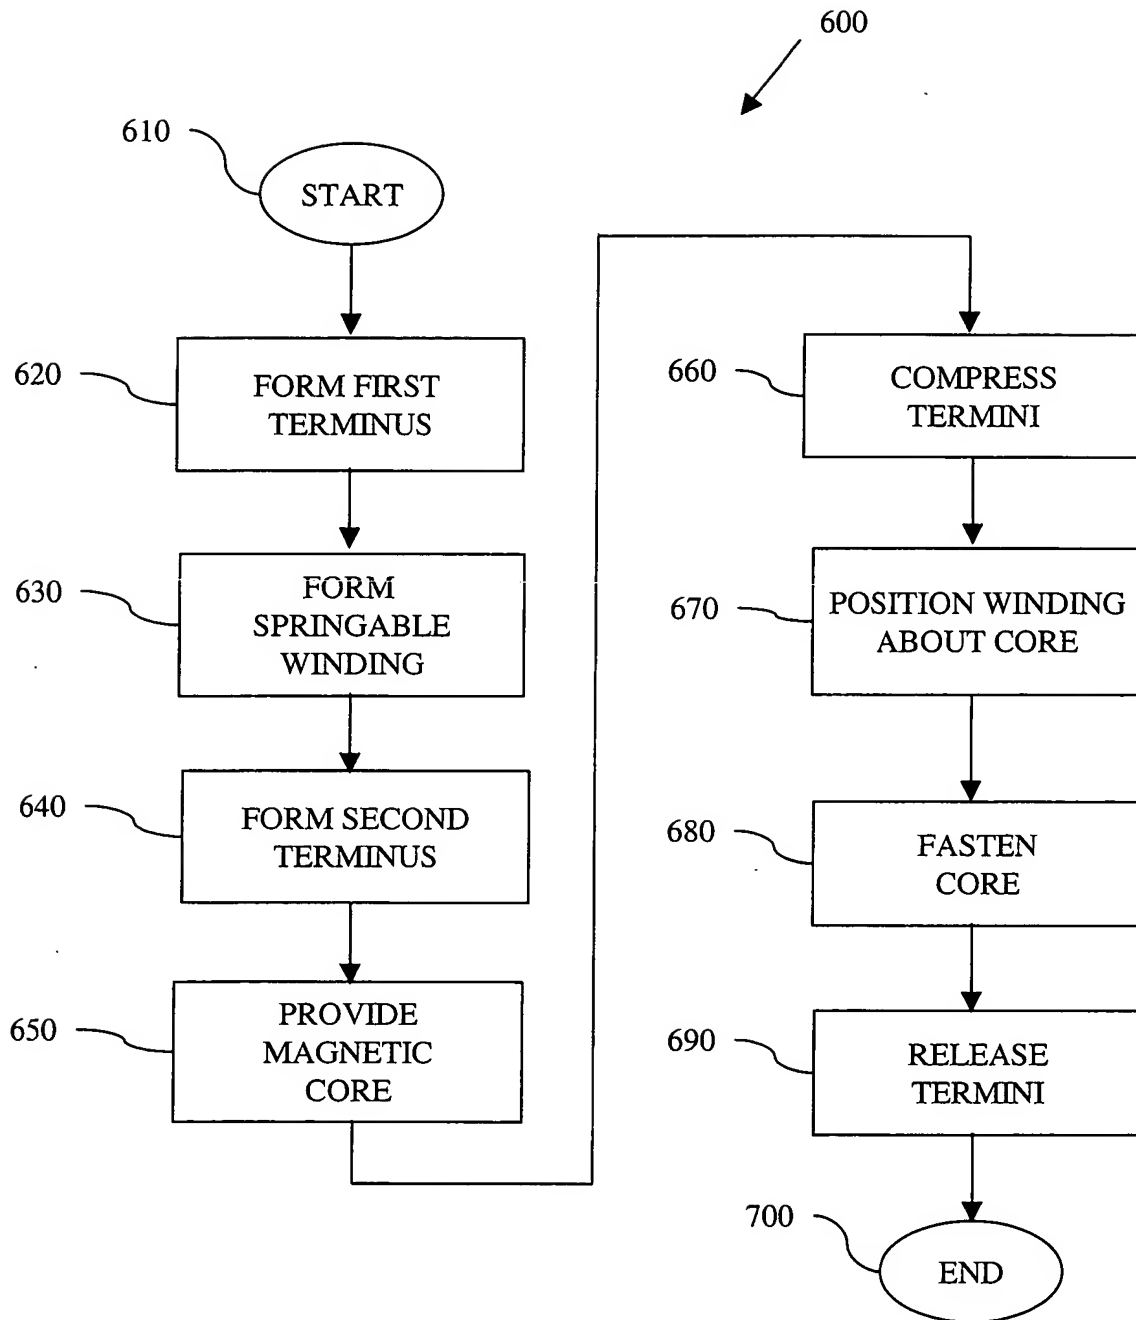 600
610
START
620
FORM FIRST
TERMINUS
630
FORM
SPRINGABLE
WINDING
640
FORM SECOND
TERMINUS
650
PROVIDE
MAGNETIC
CORE
660
COMPRESS
TERMINI
670
POSITION WINDING
ABOUT CORE
680
FASTEN
CORE
690
RELEASE
TERMINI
700
END